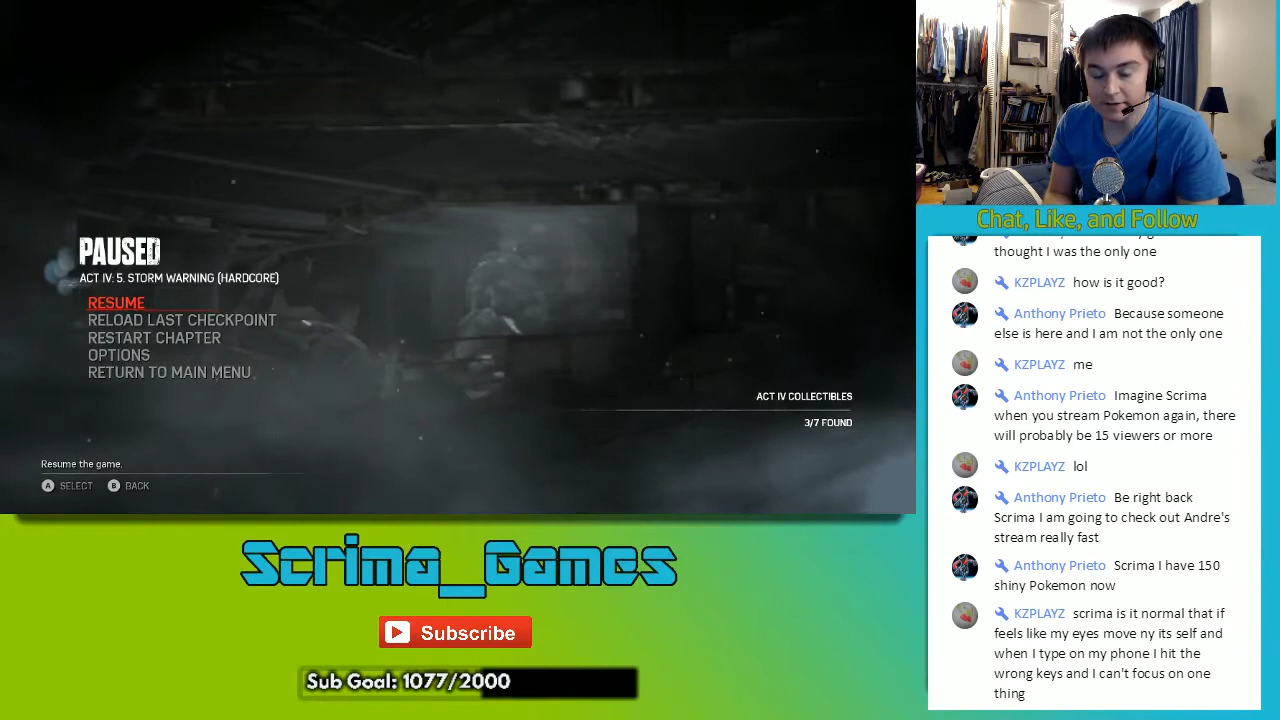 PAUSED
ACT IV: 5. STORM WARNING (HARDCORE)
RESUME
RELOAD LAST CHECKPOINT
RESTART CHAPTER
OPTIONS
RETURN TO MAIN MENU
ACT IV COLLECTIBLES
3/7 FOUND
Resume the game.
A SELECT B BACK
Scrima_Games
Subscribe
Sub Goal: 1077/2000
Chat, Like, and Follow
thought I was the only one
KZPLAYZ how is it good?
Anthony Prieto Because someone
else is here and I am not the only one
KZPLAYZ me
Anthony Prieto Imagine Scrima
when you stream Pokemon again, there
will probably be 15 viewers or more
KZPLAYZ lol
Anthony Prieto Be right back
Scrima I am going to check out Andre's
stream really fast
Anthony Prieto Scrima I have 150
shiny Pokemon now
KZPLAYZ scrima is it normal that if
feels like my eyes move ny its self and
when I type on my phone I hit the
wrong keys and I can't focus on one
thing